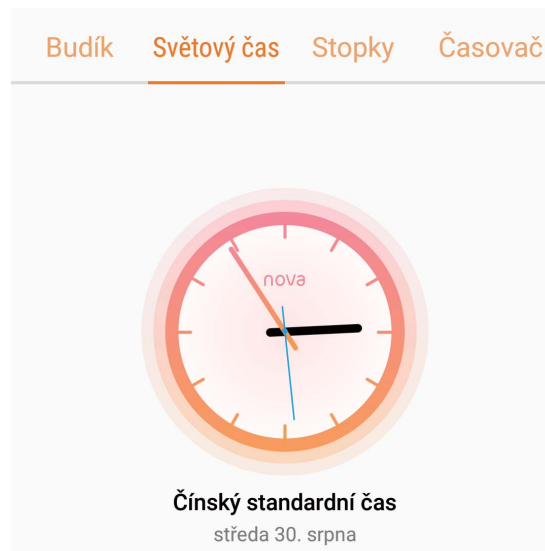 Budík Světový čas Stopky Časovač
nova
Čínský standardní čas
středa 30. srpna